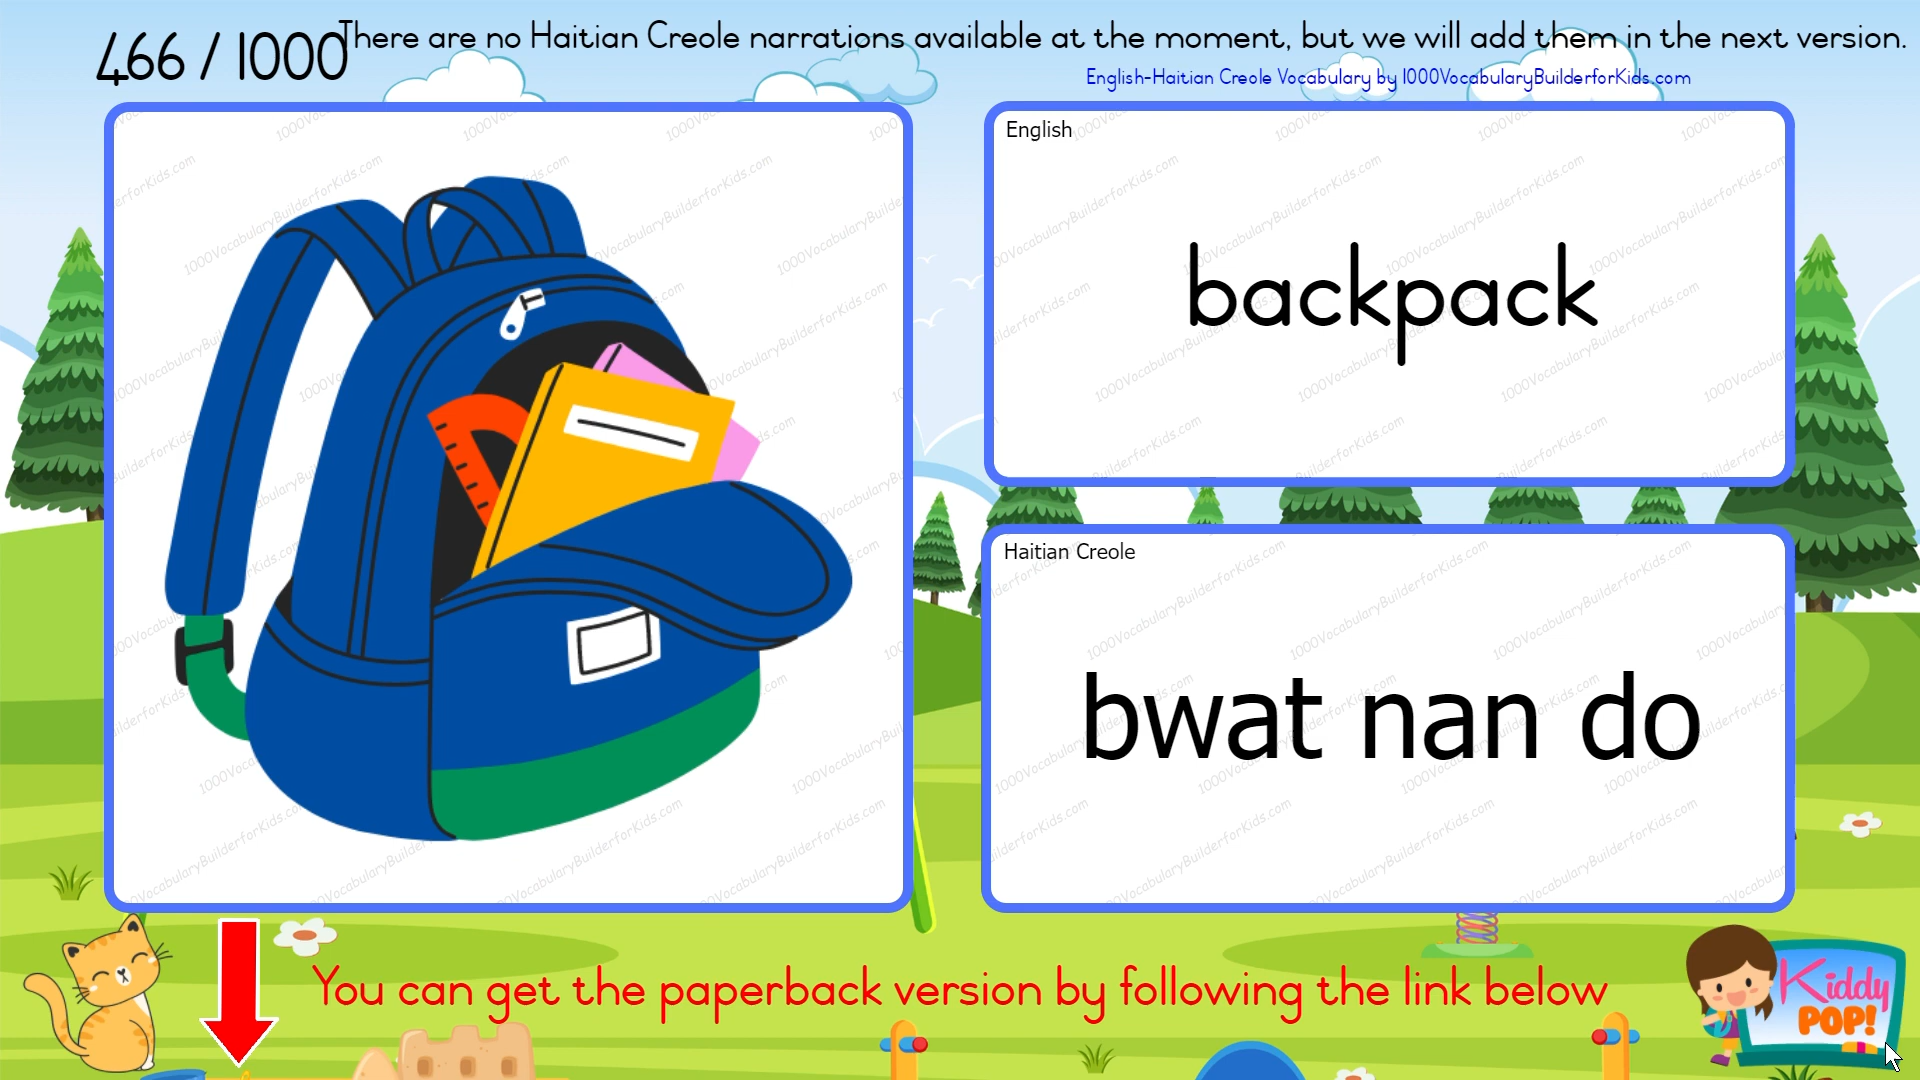 466 / 1000
There are no Haitian Creole narrations available at the moment, but we will add them in the next version.
English-Haitian Creole Vocabulary by 1000VocabularyBuilderforKids.com
English
backpack
Haitian Creole
bwat nan do
You can get the paperback version by following the link below
Kiddy
POP!